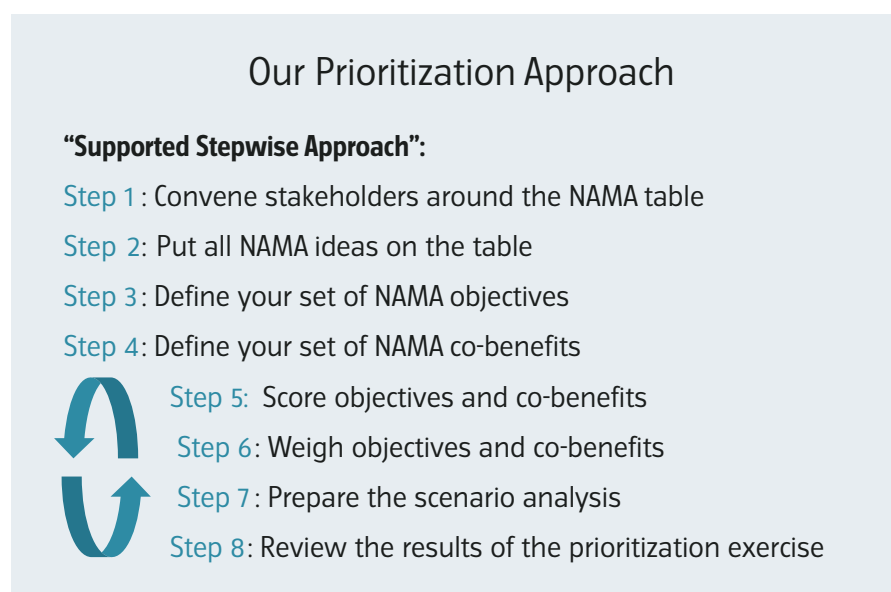 Our Prioritization Approach
“Supported Stepwise Approach”:
Step 1: Convene stakeholders around the NAMA table
Step 2: Put all NAMA ideas on the table
Step 3: Define your set of NAMA objectives
Step 4: Define your set of NAMA co-benefits
Step 5: Score objectives and co-benefits
Step 6: Weigh objectives and co-benefits
Step 7: Prepare the scenario analysis
Step 8: Review the results of the prioritization exercise